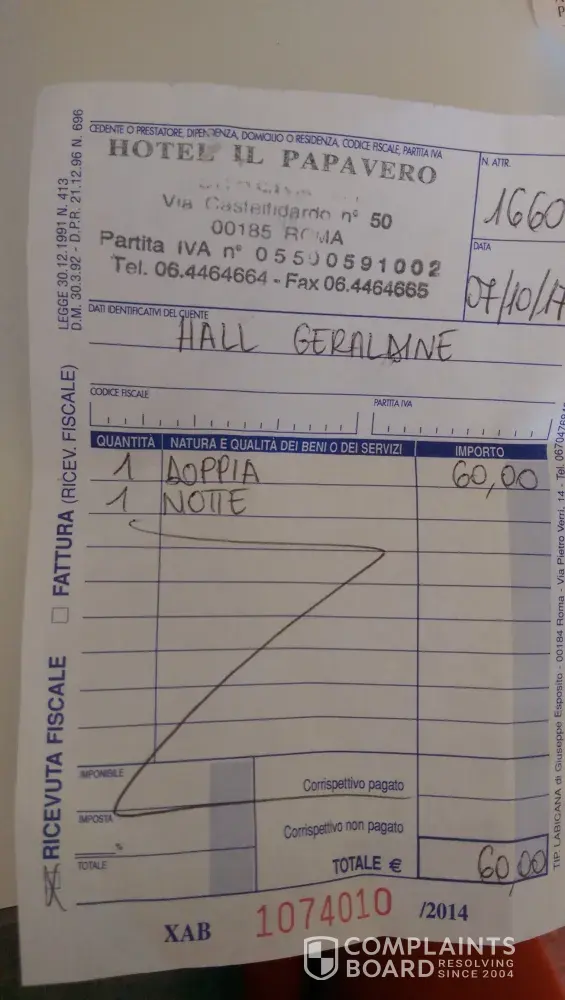 CEDENTE O PRESTATORE, DIPENDENZA, DOMICILIO O RESIDENZA, CODICE FISCALE, PARTITA IVA
HOTEL IL PAPAVERO
Via Castelfidardo n° 50
00185 ROMA
Partita IVA n° 05500591002
Tel. 06.4464664 - Fax 06.4464665
N. ATTR.
1660
DATA
07/10/17
DATI IDENTIFICATIVI DEL CLIENTE
HALL GERALDINE
CODICE FISCALE
PARTITA IVA
QUANTITÀ NATURA E QUALITÀ DEI BENI O DEI SERVIZI IMPORTO
1 DOPPIA 60,00
1 NOTTE
IMPONIBILE
Corrispettivo pagato
IMPOSTA
Corrispettivo non pagato
%
TOTALE
TOTALE € 60,00
XAB 1074010 /2014
LEGGE 30.12.1991 N. 413
D.M. 30.3.92 - D.P.R. 21.12.96 N. 696
RICEVUTA FISCALE FATTURA (RICEV. FISCALE)
TIP. LABICANA di Giuseppe Esposito - 00184 Roma - Via Pietro Verri, 14 - Tel.
COMPLAINTS
BOARD RESOLVING
SINCE 2004